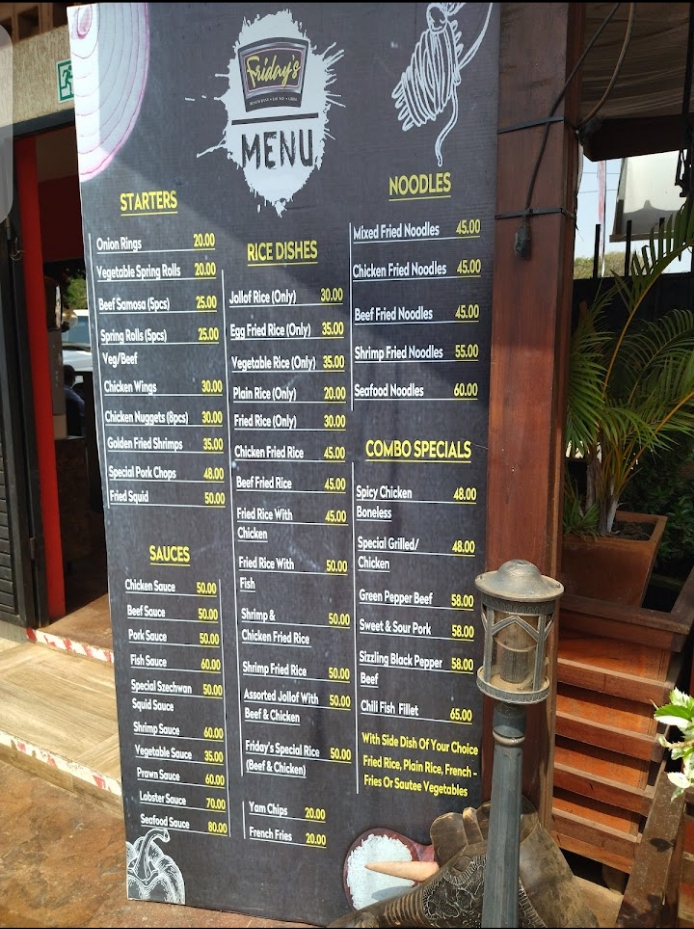 Friday's
MENU
STARTERS
Onion Rings 20.00
Vegetable Spring Rolls 20.00
Beef Samosa (5pcs) 25.00
Spring Rolls (5pcs) 25.00
Veg/Beef
Chicken Wings 30.00
Chicken Nuggets (8pcs) 30.00
Golden Fried Shrimps 35.00
Special Pork Chops 48.00
Fried Squid 50.00
SAUCES
Chicken Sauce 50.00
Beef Sauce 50.00
Pork Sauce 50.00
Fish Sauce 60.00
Special Szechwan 50.00
Squid Sauce
Shrimp Sauce 60.00
Vegetable Sauce 35.00
Prawn Sauce 60.00
Lobster Sauce 70.00
Seafood Sauce 80.00
RICE DISHES
Jollof Rice (Only) 30.00
Egg Fried Rice (Only) 35.00
Vegetable Rice (Only) 35.00
Plain Rice (Only) 20.00
Fried Rice (Only) 30.00
Chicken Fried Rice 45.00
Beef Fried Rice 45.00
Fried Rice With 45.00
Chicken
Fried Rice With 50.00
Fish
Shrimp & 50.00
Chicken Fried Rice
Shrimp Fried Rice 50.00
Assorted Jollof With 50.00
Beef & Chicken
Friday's Special Rice 50.00
(Beef & Chicken)
Yam Chips 20.00
French Fries 20.00
NOODLES
Mixed Fried Noodles 45.00
Chicken Fried Noodles 45.00
Beef Fried Noodles 45.00
Shrimp Fried Noodles 55.00
Seafood Noodles 60.00
COMBO SPECIALS
Spicy Chicken 48.00
Boneless
Special Grilled/ 48.00
Chicken
Green Pepper Beef 58.00
Sweet & Sour Pork 58.00
Sizzling Black Pepper 58.00
Beef
Chili Fish Fillet 65.00
With Side Dish Of Your Choice
Fried Rice, Plain Rice, French -
Fries Or Sautee Vegetables